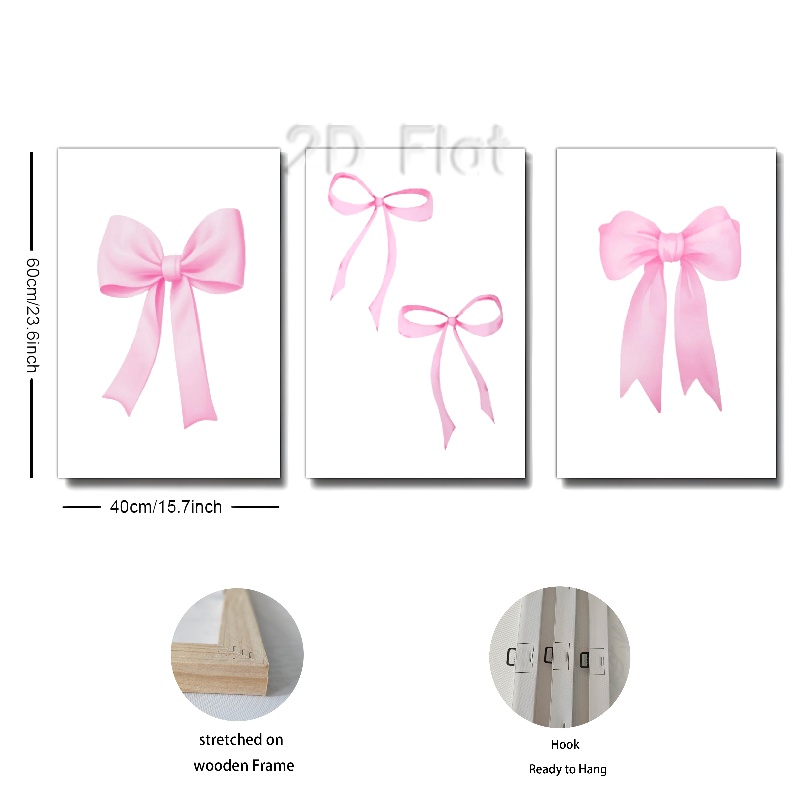 2D Flat
60cm/23.6inch
40cm/15.7inch
stretched on
wooden Frame
Hook
Ready to Hang